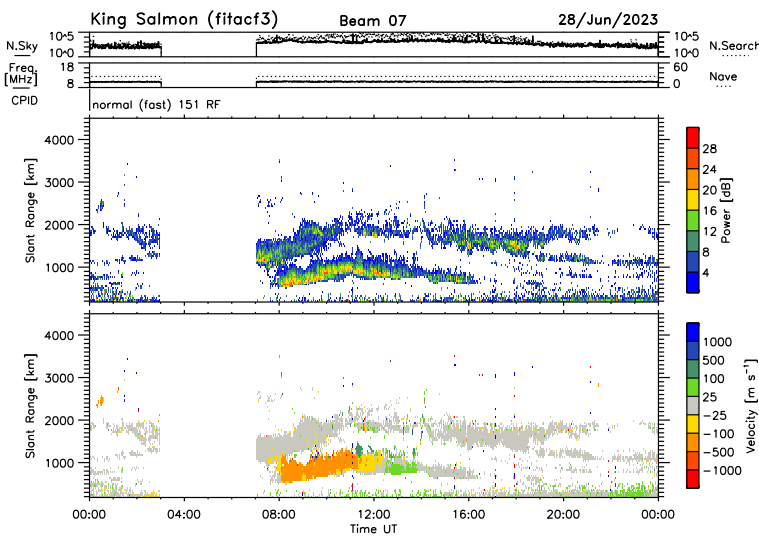 King Salmon (fitacf3) Beam 07 28/Jun/2023
N.Sky 10^5 10^0 10^5 10^0 N.Search
Freq [MHz] 18 8 60 0 Nave
CPID normal (fast) 151 RF
Slant Range [km] 4000 3000 2000 1000
Power [dB] 28 24 20 16 12 8 4
Slant Range [km] 4000 3000 2000 1000
Velocity [m s⁻¹] 1000 500 100 25 −25 −100 −500 −1000
00:00 04:00 08:00 12:00 16:00 20:00 00:00
Time UT